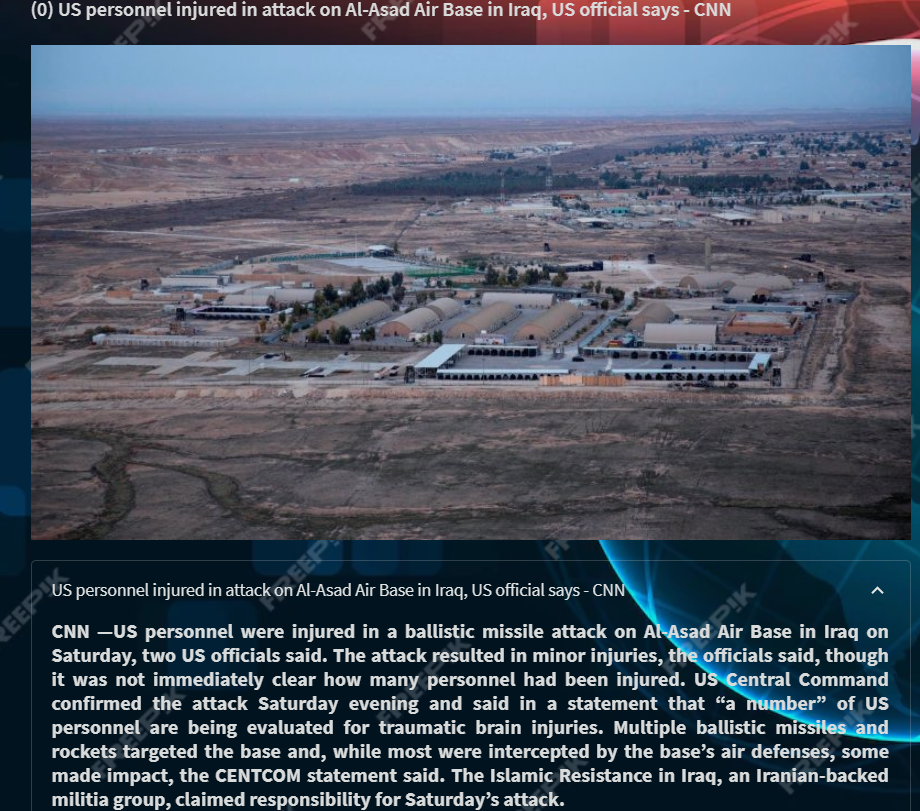 (0) US personnel injured in attack on Al-Asad Air Base in Iraq, US official says - CNN
US personnel injured in attack on Al-Asad Air Base in Iraq, US official says - CNN
CNN —US personnel were injured in a ballistic missile attack on Al-Asad Air Base in Iraq on
Saturday, two US officials said. The attack resulted in minor injuries, the officials said, though
it was not immediately clear how many personnel had been injured. US Central Command
confirmed the attack Saturday evening and said in a statement that “a number” of US
personnel are being evaluated for traumatic brain injuries. Multiple ballistic missiles and
rockets targeted the base and, while most were intercepted by the base’s air defenses, some
made impact, the CENTCOM statement said. The Islamic Resistance in Iraq, an Iranian-backed
militia group, claimed responsibility for Saturday’s attack.
FREEPIK